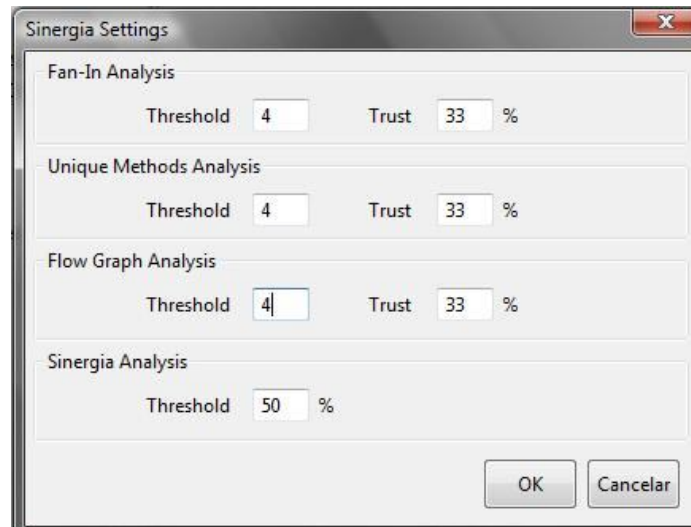 Sinergia Settings
Fan-In Analysis
Threshold 4 Trust 33 %
Unique Methods Analysis
Threshold 4 Trust 33 %
Flow Graph Analysis
Threshold 4 Trust 33 %
Sinergia Analysis
Threshold 50 %
OK Cancelar